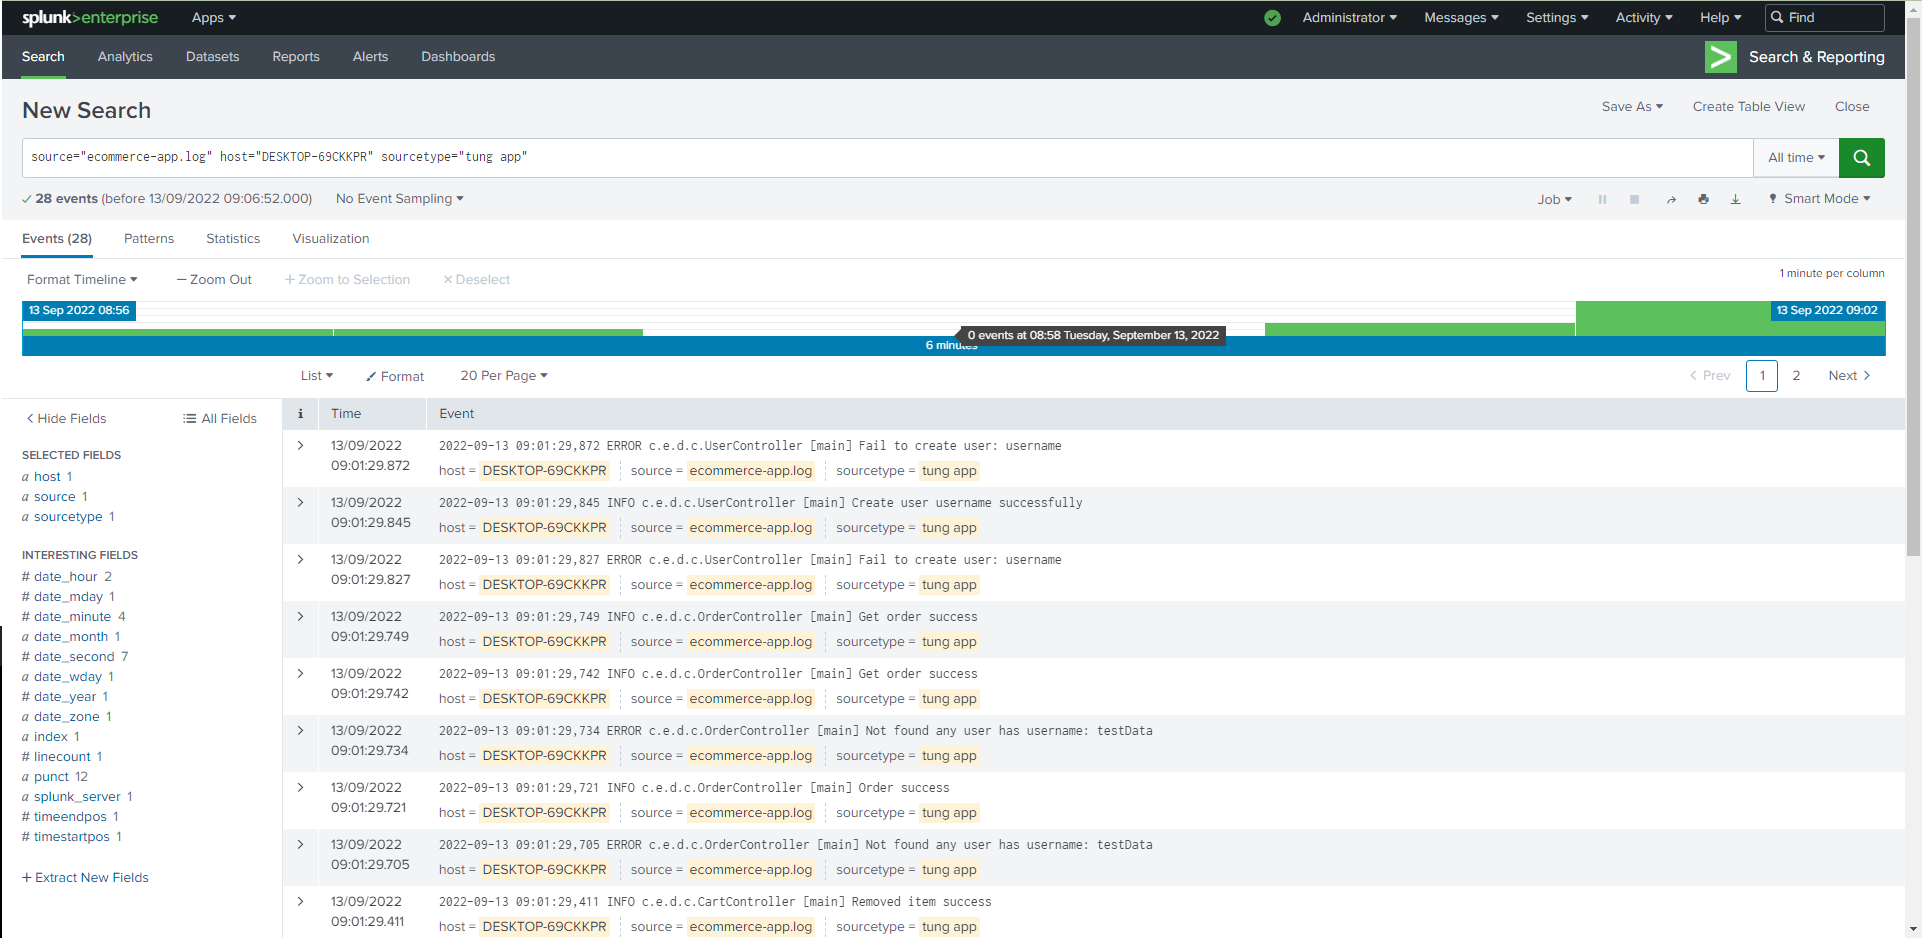 splunk>enterprise Apps Administrator Messages Settings Activity Help Find
Search Analytics Datasets Reports Alerts Dashboards Search & Reporting
New Search Save As Create Table View Close
source="ecommerce-app.log" host="DESKTOP-69CKKPR" sourcetype="tung app" All time
28 events (before 13/09/2022 09:06:52.000) No Event Sampling Job Smart Mode
Events (28) Patterns Statistics Visualization
Format Timeline — Zoom Out + Zoom to Selection × Deselect 1 minute per column
13 Sep 2022 08:56 13 Sep 2022 09:02
0 events at 08:58 Tuesday, September 13, 2022
6 minutes
List Format 20 Per Page < Prev 1 2 Next >
< Hide Fields All Fields
SELECTED FIELDS
a host 1
a source 1
a sourcetype 1
INTERESTING FIELDS
# date_hour 2
# date_mday 1
# date_minute 4
a date_month 1
# date_second 7
a date_wday 1
# date_year 1
a date_zone 1
a index 1
# linecount 1
a punct 12
a splunk_server 1
# timeendpos 1
# timestartpos 1
+ Extract New Fields
i Time Event
> 13/09/2022 2022-09-13 09:01:29,872 ERROR c.e.d.c.UserController [main] Fail to create user: username
09:01:29.872 host = DESKTOP-69CKKPR source = ecommerce-app.log sourcetype = tung app
> 13/09/2022 2022-09-13 09:01:29,845 INFO c.e.d.c.UserController [main] Create user username successfully
09:01:29.845 host = DESKTOP-69CKKPR source = ecommerce-app.log sourcetype = tung app
> 13/09/2022 2022-09-13 09:01:29,827 ERROR c.e.d.c.UserController [main] Fail to create user: username
09:01:29.827 host = DESKTOP-69CKKPR source = ecommerce-app.log sourcetype = tung app
> 13/09/2022 2022-09-13 09:01:29,749 INFO c.e.d.c.OrderController [main] Get order success
09:01:29.749 host = DESKTOP-69CKKPR source = ecommerce-app.log sourcetype = tung app
> 13/09/2022 2022-09-13 09:01:29,742 INFO c.e.d.c.OrderController [main] Get order success
09:01:29.742 host = DESKTOP-69CKKPR source = ecommerce-app.log sourcetype = tung app
> 13/09/2022 2022-09-13 09:01:29,734 ERROR c.e.d.c.OrderController [main] Not found any user has username: testData
09:01:29.734 host = DESKTOP-69CKKPR source = ecommerce-app.log sourcetype = tung app
> 13/09/2022 2022-09-13 09:01:29,721 INFO c.e.d.c.OrderController [main] Order success
09:01:29.721 host = DESKTOP-69CKKPR source = ecommerce-app.log sourcetype = tung app
> 13/09/2022 2022-09-13 09:01:29,705 ERROR c.e.d.c.OrderController [main] Not found any user has username: testData
09:01:29.705 host = DESKTOP-69CKKPR source = ecommerce-app.log sourcetype = tung app
> 13/09/2022 2022-09-13 09:01:29,411 INFO c.e.d.c.CartController [main] Removed item success
09:01:29.411 host = DESKTOP-69CKKPR source = ecommerce-app.log sourcetype = tung app